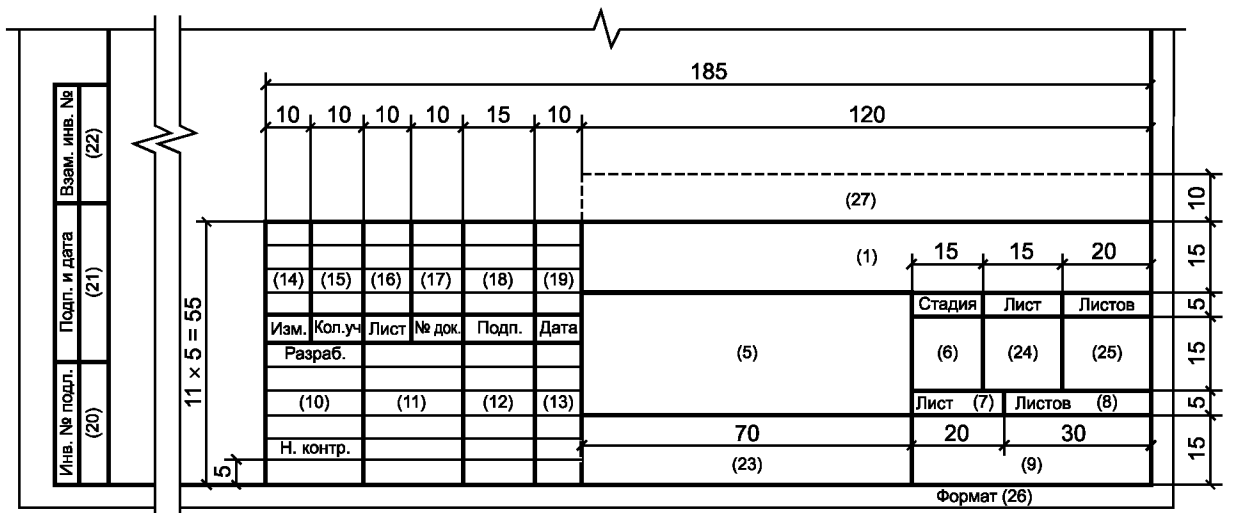 185
10 10 10 10 15 10 120
Взам. инв. № (22)
(27) 10
(1) 15 15 20 15
Подп. и дата (21)
(14) (15) (16) (17) (18) (19)
Стадия Лист Листов 5
Изм. Кол.уч Лист № док. Подп. Дата
11 × 5 = 55
Разраб.
(5) (6) (24) (25) 15
Инв. № подл. (20)
(10) (11) (12) (13)
Лист (7) Листов (8) 5
70 20 30
Н. контр.
5 (23) (9) 15
Формат (26)